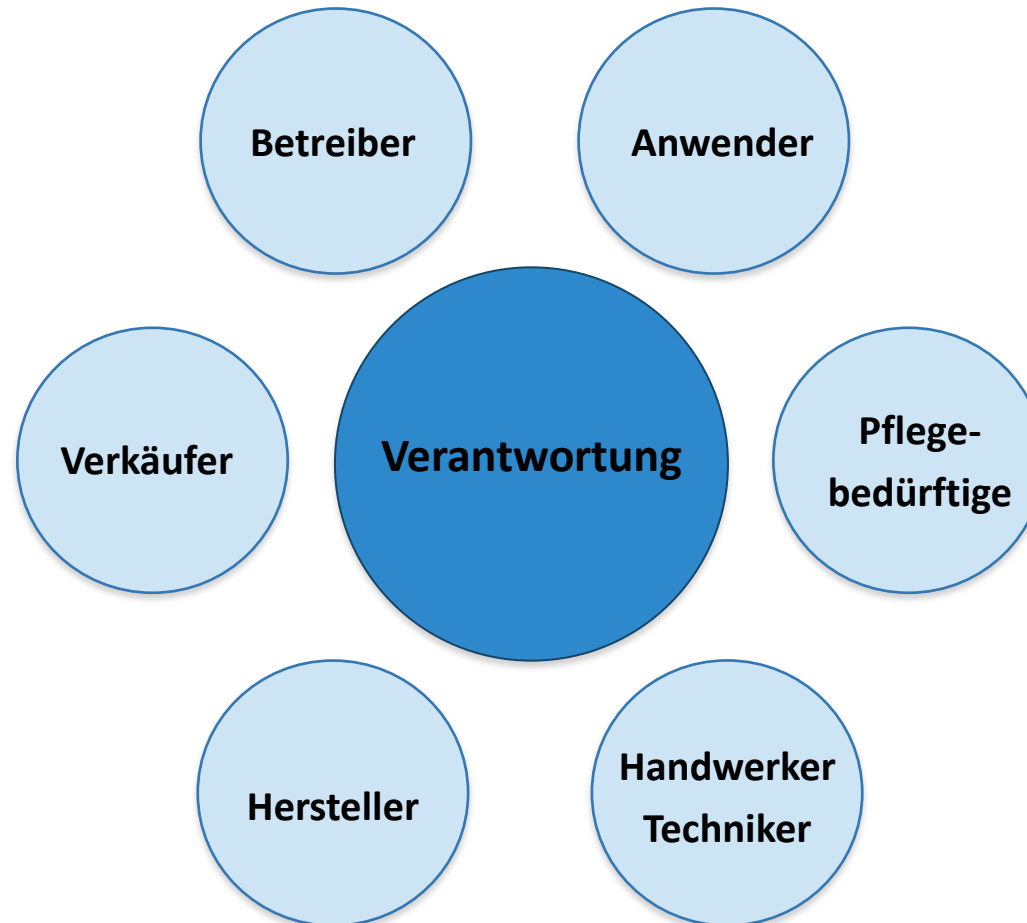 Betreiber
Anwender
Verkäufer
Verantwortung
Pflege-
bedürftige
Hersteller
Handwerker
Techniker